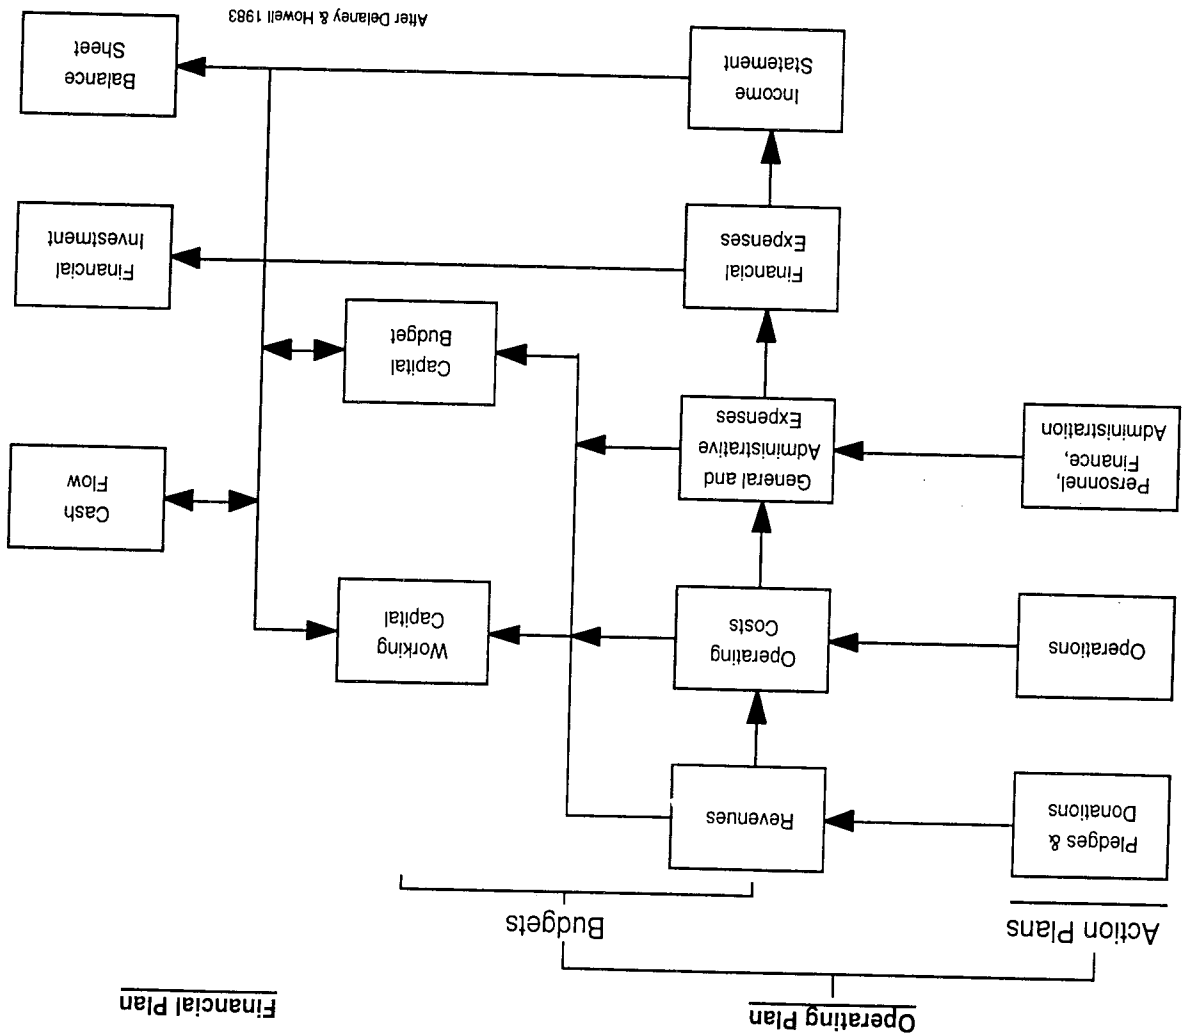 Operating Plan
Financial Plan
Action Plans
Budgets
Pledges &
Donations
Revenues
Operations
Operating
Costs
Working
Capital
Personnel,
Finance,
Administration
General and
Administrative
Expenses
Cash
Flow
Capital
Budget
Financial
Expenses
Financial
Investment
Income
Statement
Balance
Sheet
After Delaney & Howell 1983